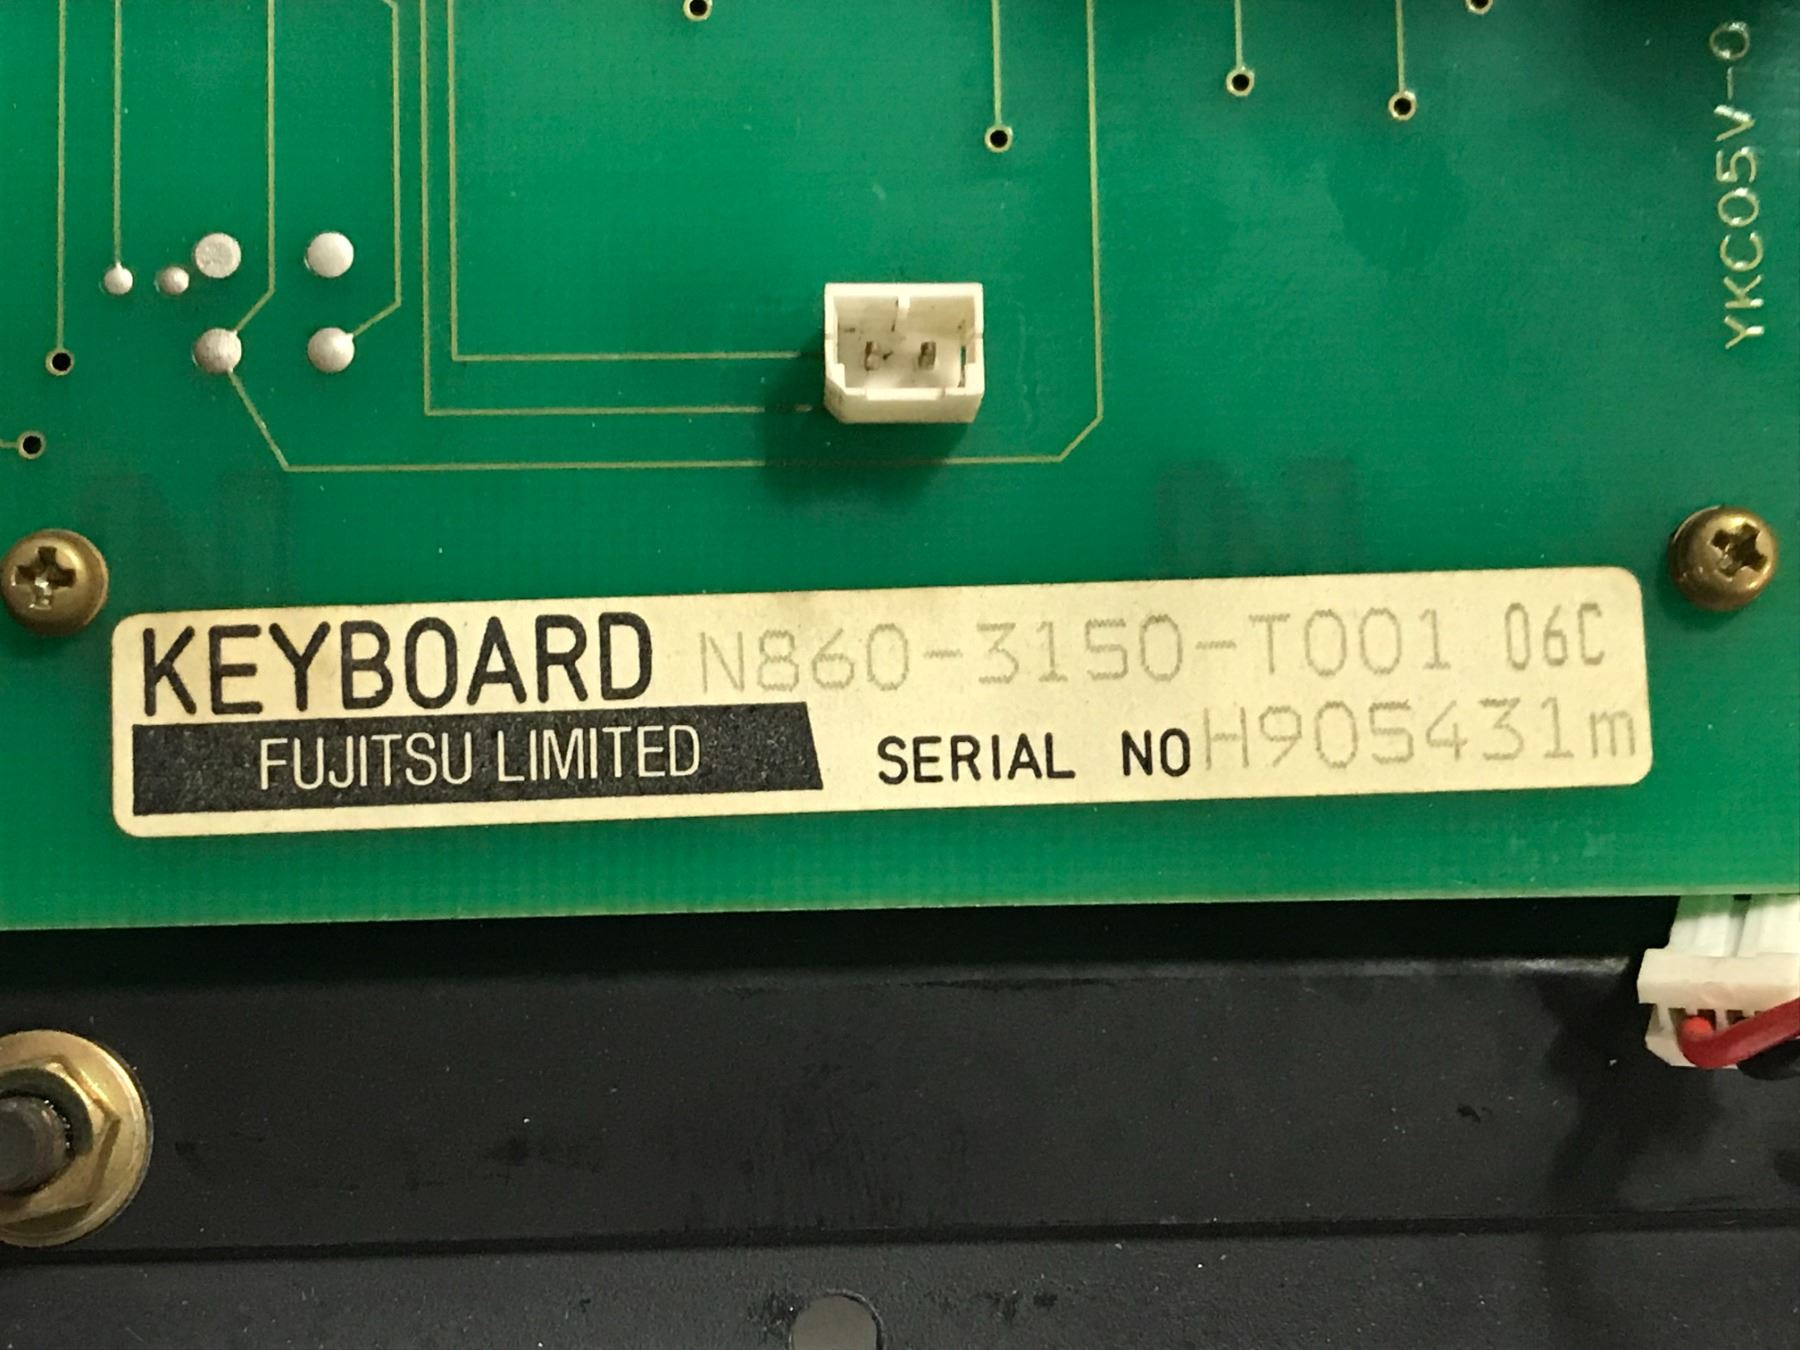 YKC05V-0
KEYBOARD N860-3150-T001 06C
FUJITSU LIMITED SERIAL NO H905431m